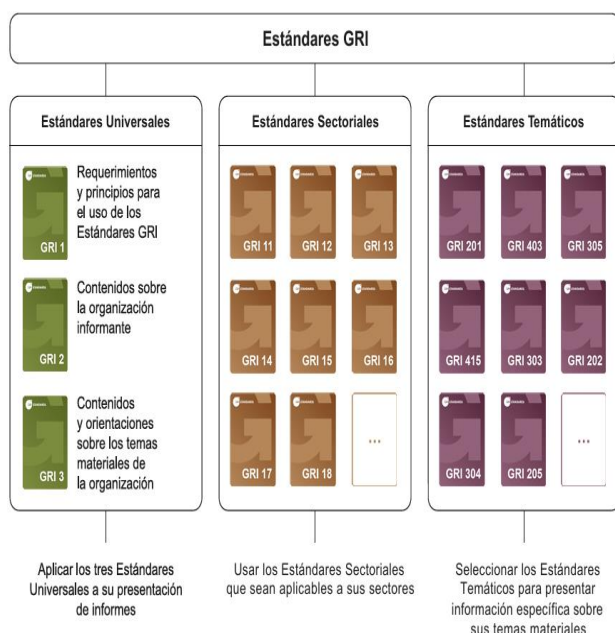 Estándares GRI
Estándares Universales
GRI 1
Requerimientos
y principios para
el uso de los
Estándares GRI
GRI 2
Contenidos sobre
la organización
informante
GRI 3
Contenidos
y orientaciones
sobre los temas
materiales de
la organización
Aplicar los tres Estándares
Universales a su presentación
de informes
Estándares Sectoriales
GRI 11 GRI 12 GRI 13
GRI 14 GRI 15 GRI 16
GRI 17 GRI 18 ...
Usar los Estándares Sectoriales
que sean aplicables a sus sectores
Estándares Temáticos
GRI 201 GRI 403 GRI 305
GRI 415 GRI 303 GRI 202
GRI 304 GRI 205 ...
Seleccionar los Estándares
Temáticos para presentar
información específica sobre
sus temas materiales